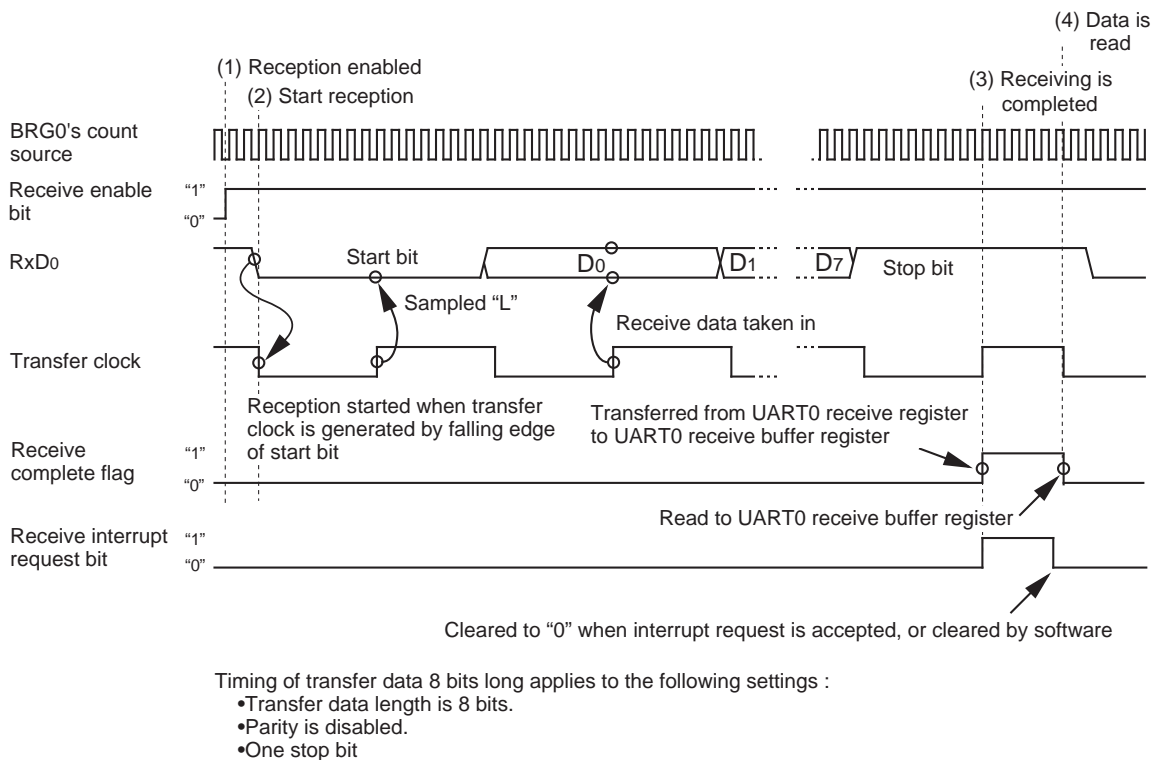 (4) Data is
read
(1) Reception enabled
(3) Receiving is
completed
(2) Start reception
BRG0's count
source
Receive enable
bit
“1”
“0”
RxD0
Start bit
D0
D1
D7
Stop bit
Sampled “L”
Receive data taken in
Transfer clock
Reception started when transfer
clock is generated by falling edge
of start bit
Transferred from UART0 receive register
to UART0 receive buffer register
Receive
complete flag
“1”
“0”
Read to UART0 receive buffer register
Receive interrupt
request bit
“1”
“0”
Cleared to “0” when interrupt request is accepted, or cleared by software
Timing of transfer data 8 bits long applies to the following settings :
•Transfer data length is 8 bits.
•Parity is disabled.
•One stop bit